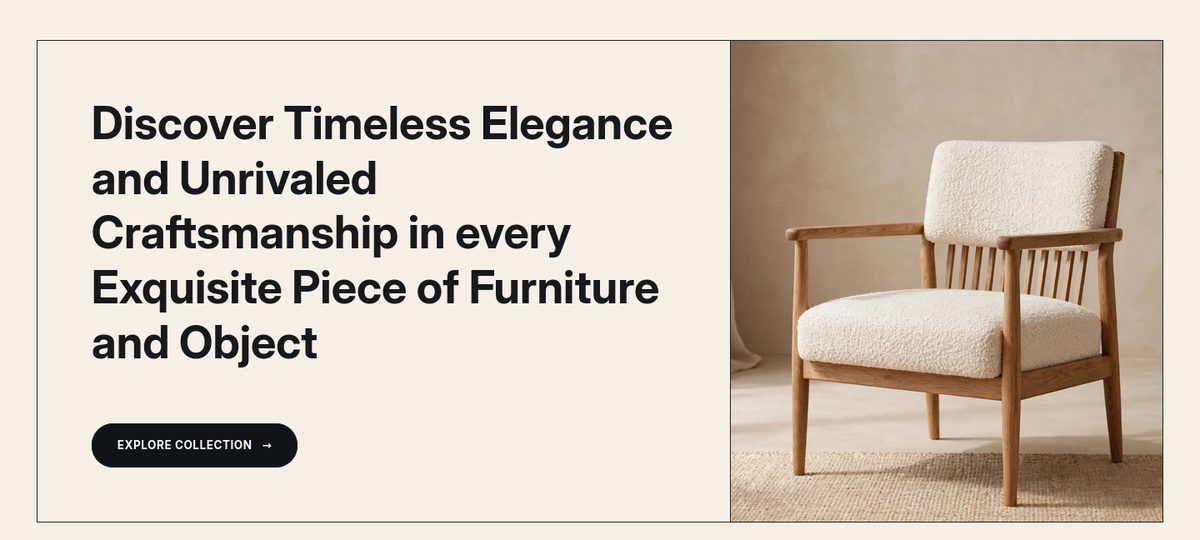 Discover Timeless Elegance
and Unrivaled
Craftsmanship in every
Exquisite Piece of Furniture
and Object
EXPLORE COLLECTION →